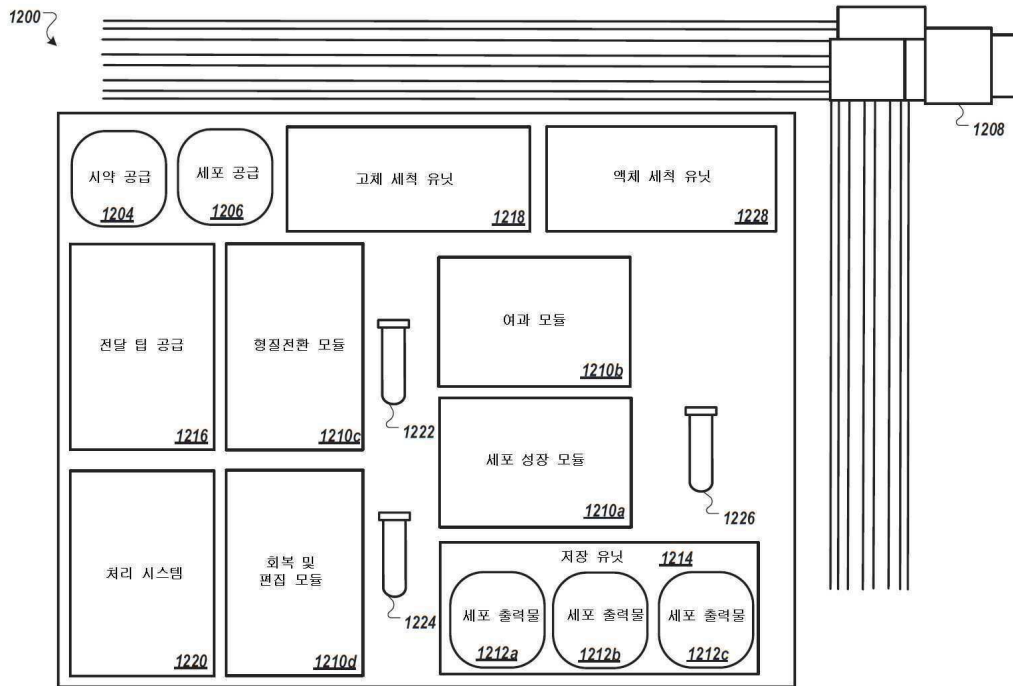 1200
1208
시약 공급
1204
세포 공급
1206
고체 세척 유닛
1218
액체 세척 유닛
1228
전달 팁 공급
1216
형질전환 모듈
1210c
1222
여과 모듈
1210b
세포 성장 모듈
1210a
1226
처리 시스템
1220
회복 및
편집 모듈
1210d
1224
저장 유닛 1214
세포 출력물
1212a
세포 출력물
1212b
세포 출력물
1212c